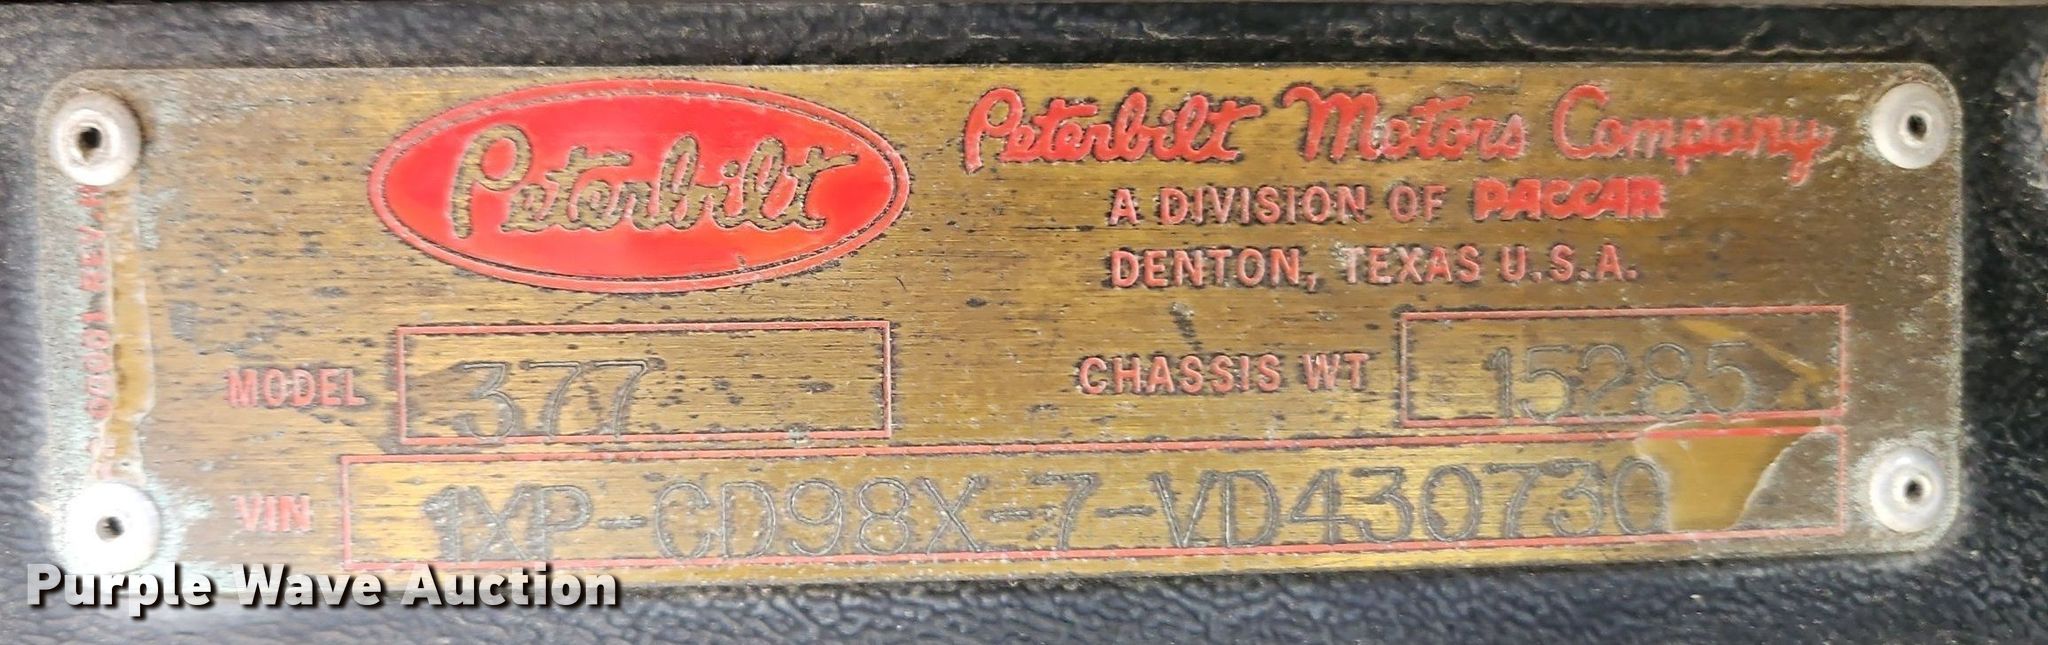 Peterbilt
Peterbilt Motors Company
A DIVISION OF PACCAR
DENTON, TEXAS U.S.A.
MODEL 377
CHASSIS WT 15285
VIN 1XP-CD98X-7-VD430730
REV.
Purple Wave Auction